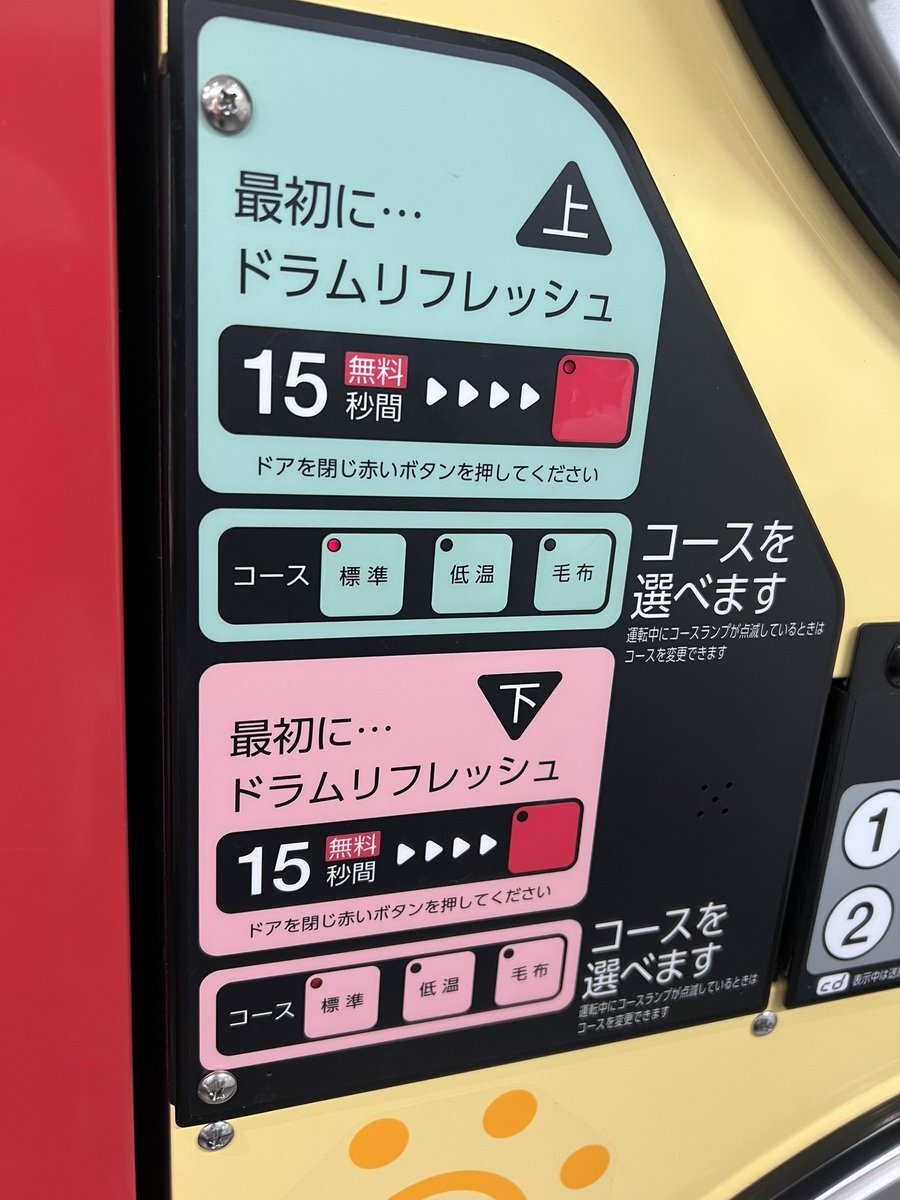 上
最初に…
ドラムリフレッシュ
15 無料 秒間
ドアを閉じ赤いボタンを押してください
コース 標準 低温 毛布
コースを
選べます
運転中にコースランプが点滅しているときは
コースを変更できます
下
最初に…
ドラムリフレッシュ
15 無料 秒間
ドアを閉じ赤いボタンを押してください
コース 標準 低温 毛布
コースを
選べます
運転中にコースランプが点滅しているときは
コースを変更できます
1
2
cd 表示中は送